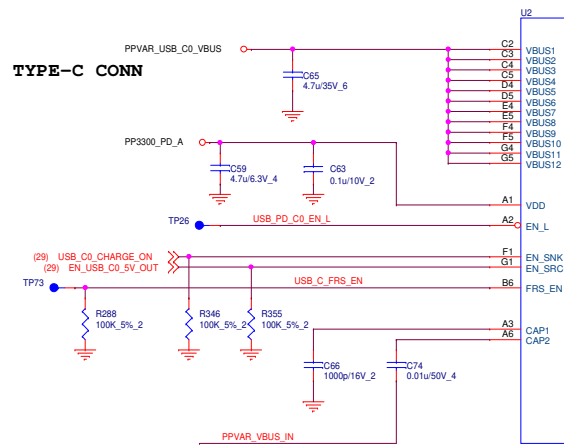 U2
PPVAR_USB_C0_VBUS
TYPE-C CONN
C2 VBUS1
C3 VBUS2
C4 VBUS3
C5 VBUS4
D4 VBUS5
D5 VBUS6
E4 VBUS7
E5 VBUS8
F4 VBUS9
F5 VBUS10
G4 VBUS11
G5 VBUS12
C65
4.7u/35V_6
PP3300_PD_A
C59
4.7u/6.3V_4
C63
0.1u/10V_2
A1 VDD
TP26 USB_PD_C0_EN_L A2 EN_L
(29) USB_C0_CHARGE_ON F1 EN_SNK
(29) EN_USB_C0_5V_OUT G1 EN_SRC
TP73 USB_C_FRS_EN B6 FRS_EN
R288
100K_5%_2
R346
100K_5%_2
R355
100K_5%_2
A3 CAP1
A6 CAP2
C66
1000p/16V_2
C74
0.01u/50V_4
PPVAR_VBUS_IN